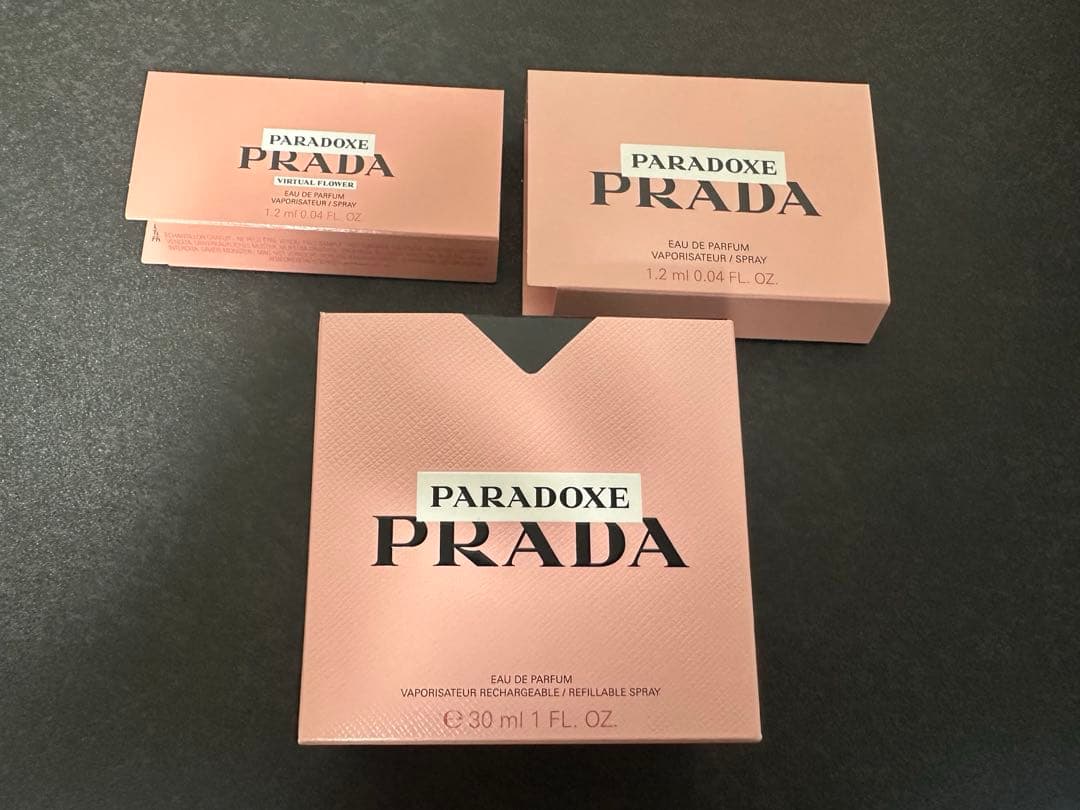 PARADOXE
PRADA
VIRTUAL FLOWER
EAU DE PARFUM
VAPORISATEUR / SPRAY
1.2 ml 0.04 FL. OZ
PARADOXE
PRADA
EAU DE PARFUM
VAPORISATEUR / SPRAY
1.2 ml 0.04 FL. OZ.
PARADOXE
PRADA
EAU DE PARFUM
VAPORISATEUR RECHARGEABLE / REFILLABLE SPRAY
℮ 30 ml 1 FL. OZ.